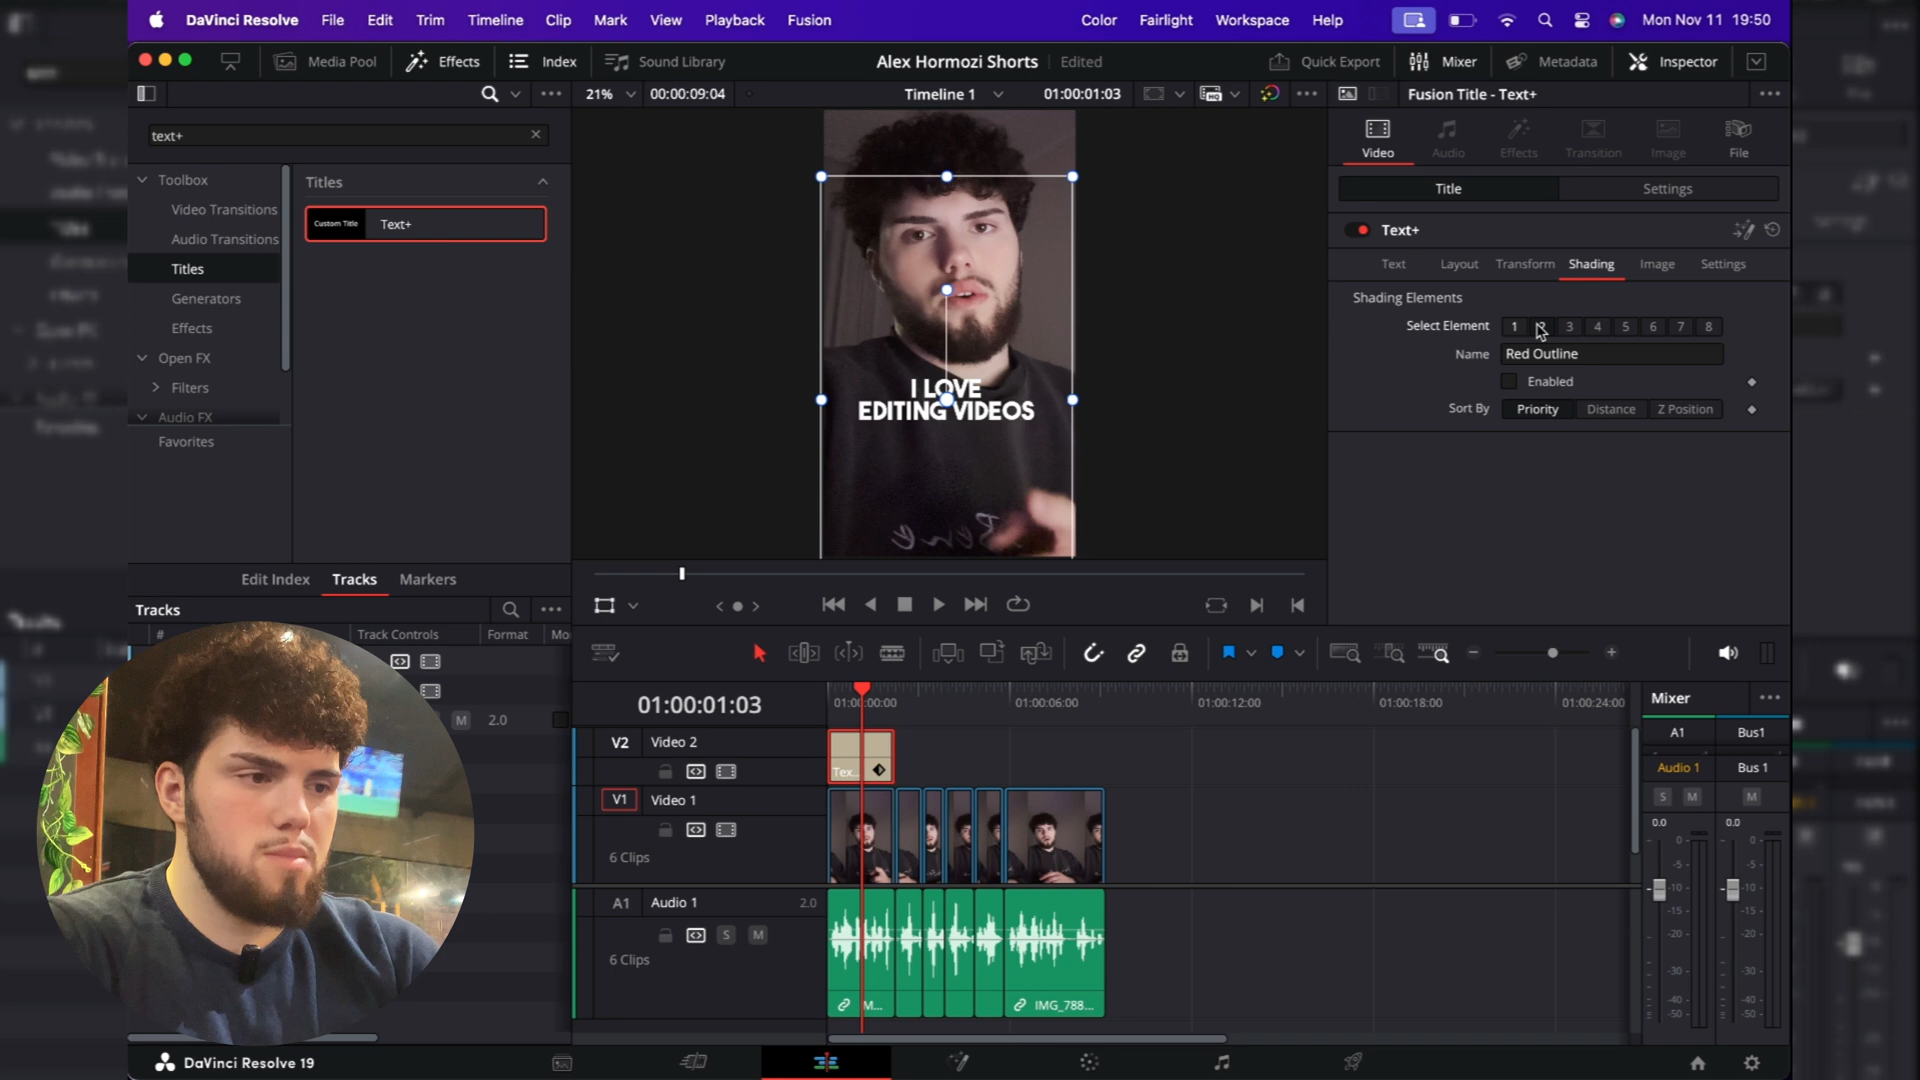 DaVinci Resolve File Edit Trim Timeline Clip Mark View Playback Fusion Color Fairlight Workspace Help Mon Nov 11 19:50
Media Pool Effects Index Sound Library Alex Hormozi Shorts Edited Quick Export Mixer Metadata Inspector
21% 00:00:09:04 Timeline 1 01:00:01:03 Fusion Title - Text+
text+
Video Audio Effects Transition Image File
Toolbox
Video Transitions
Audio Transitions
Titles
Generators
Effects
Open FX
Filters
Audio FX
Favorites
Titles
Custom Title Text+
I LOVE
EDITING VIDEOS
Title Settings
Text+
Text Layout Transform Shading Image Settings
Shading Elements
Select Element 1 2 3 4 5 6 7 8
Name Red Outline
Enabled
Sort By Priority Distance Z Position
Edit Index Tracks Markers
Tracks
# Track Controls Format Mo
M 2.0
01:00:01:03
01:00:00:00 01:00:06:00 01:00:12:00 01:00:18:00 01:00:24:00
V2 Video 2
Tex...
V1 Video 1
6 Clips
A1 Audio 1 2.0
S M
6 Clips
M... IMG_788...
Mixer
A1 Bus1
Audio 1 Bus 1
S M M
0.0 0.0
0 0
-5 -5
-10 -10
-15 -15
-20 -20
-30 -30
-40 -40
-50 -50
DaVinci Resolve 19